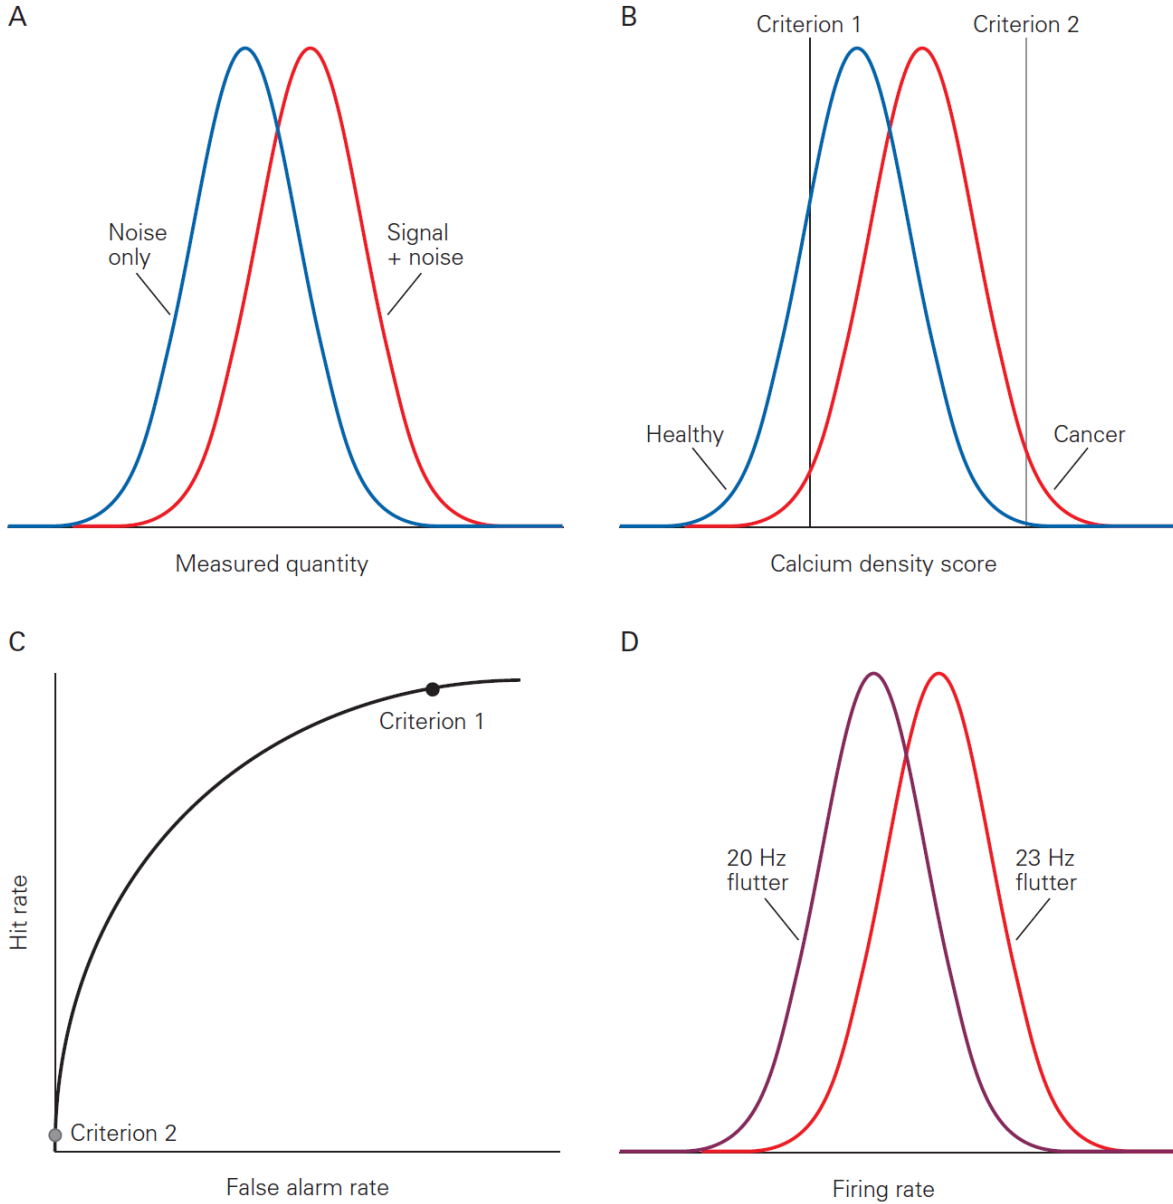 A
Noise
only
Signal
+ noise
Measured quantity
B
Criterion 1
Criterion 2
Healthy
Cancer
Calcium density score
C
Hit rate
Criterion 1
Criterion 2
False alarm rate
D
20 Hz
flutter
23 Hz
flutter
Firing rate